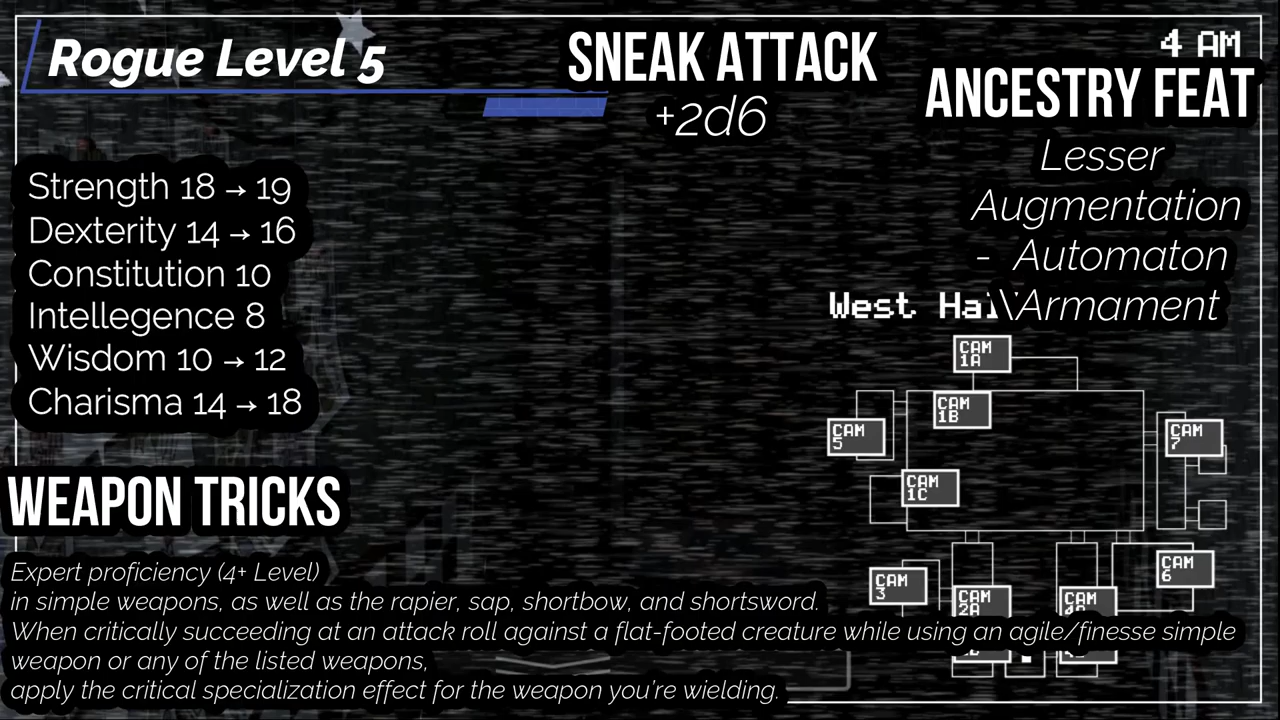 Rogue Level 5
SNEAK ATTACK
+2d6
4 AM
ANCESTRY FEAT
Lesser
Augmentation
- Automaton
Armament
Strength 18 → 19
Dexterity 14 → 16
Constitution 10
Intellegence 8
Wisdom 10 → 12
Charisma 14 → 18
West
CAM
1A
CAM
1B
CAM
5
CAM
7
CAM
1C
CAM
6
CAM
3
CAM
2A
CAM
4A
WEAPON TRICKS
Expert proficiency (4+ Level)
in simple weapons, as well as the rapier, sap, shortbow, and shortsword.
When critically succeeding at an attack roll against a flat-footed creature while using an agile/finesse simple
weapon or any of the listed weapons,
apply the critical specialization effect for the weapon you're wielding.